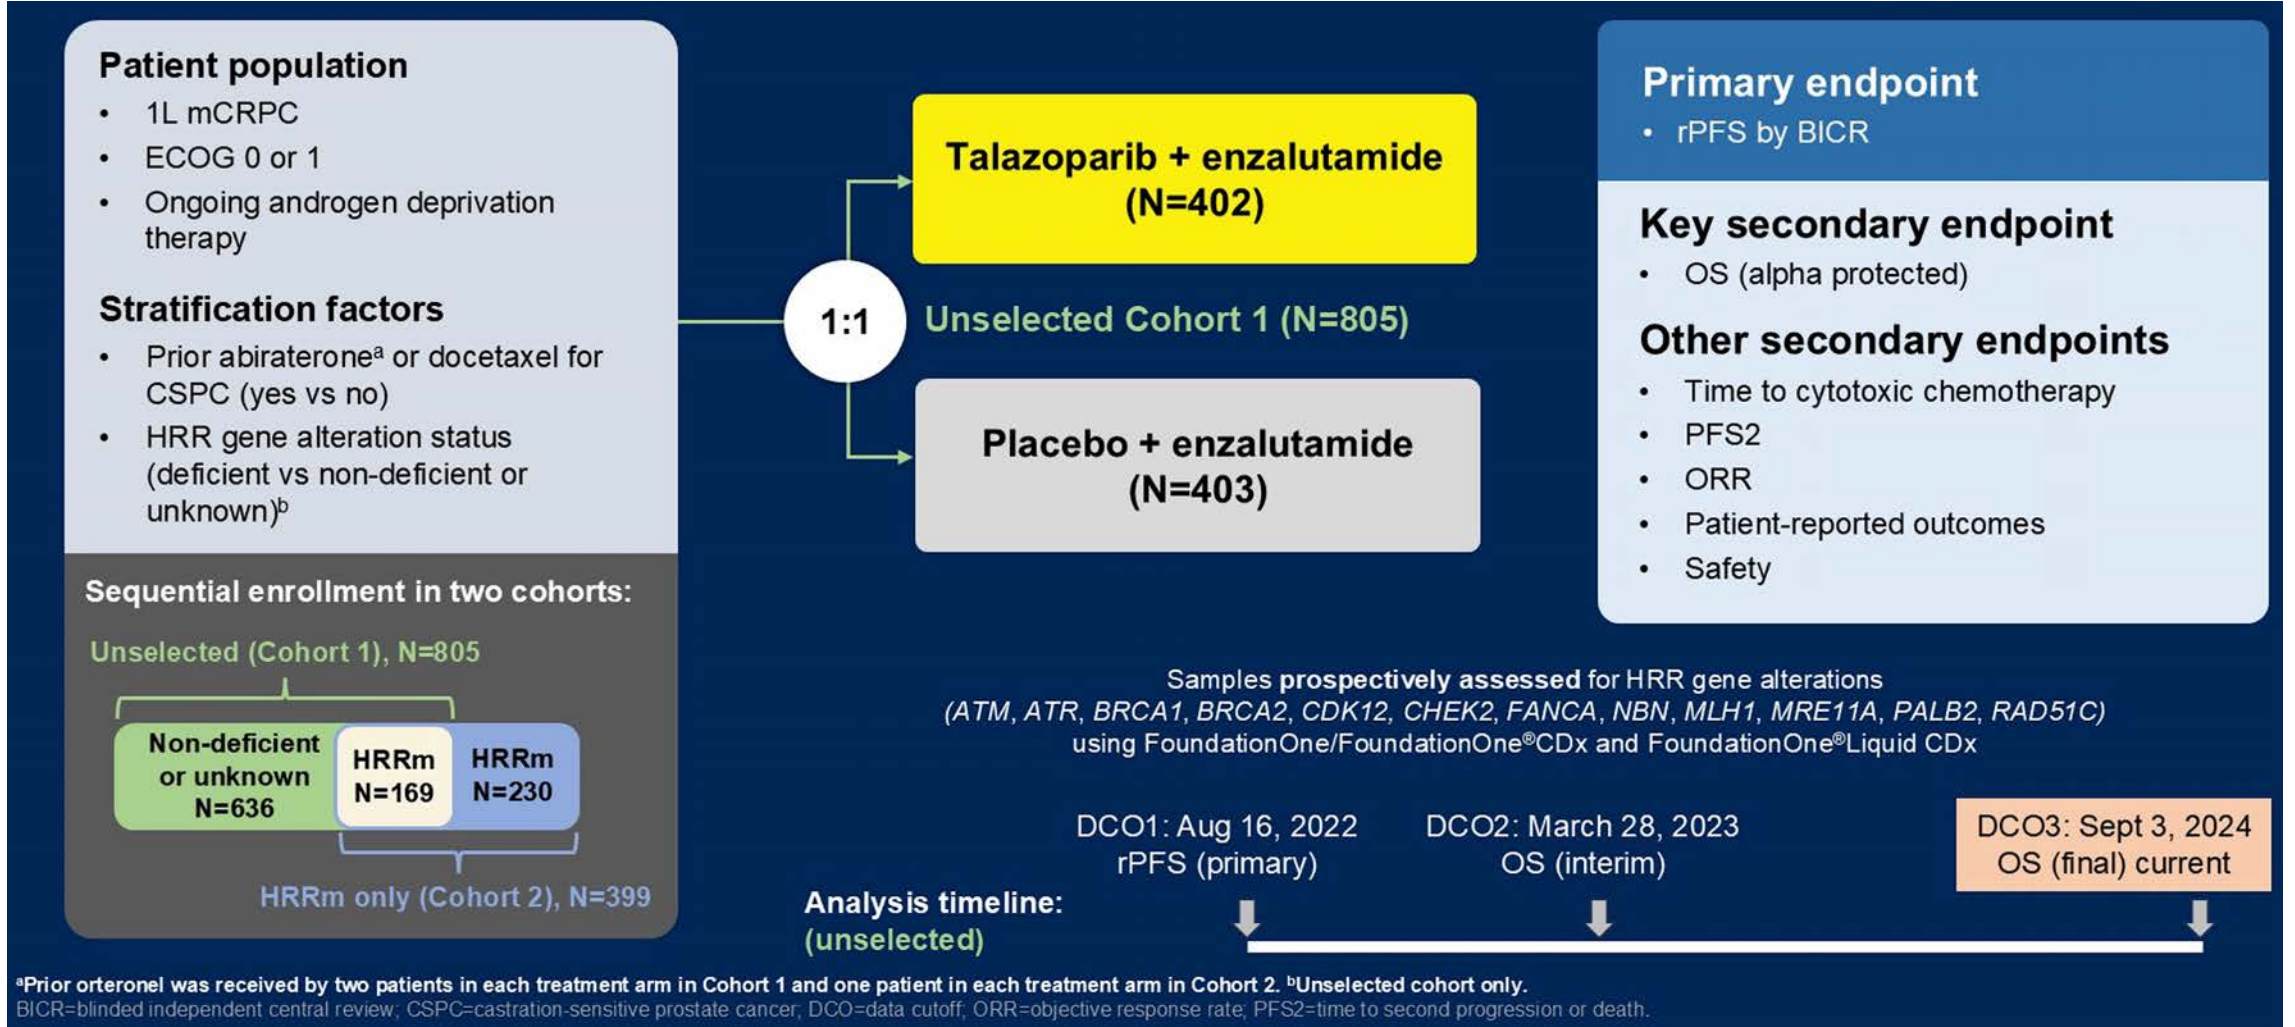 Patient population
• 1L mCRPC
• ECOG 0 or 1
• Ongoing androgen deprivation
therapy
Stratification factors
• Prior abirateroneᵃ or docetaxel for
CSPC (yes vs no)
• HRR gene alteration status
(deficient vs non-deficient or
unknown)ᵇ
Sequential enrollment in two cohorts:
Unselected (Cohort 1), N=805
Non-deficient
or unknown
N=636
HRRm
N=169
HRRm
N=230
HRRm only (Cohort 2), N=399
1:1
Talazoparib + enzalutamide
(N=402)
Unselected Cohort 1 (N=805)
Placebo + enzalutamide
(N=403)
Primary endpoint
• rPFS by BICR
Key secondary endpoint
• OS (alpha protected)
Other secondary endpoints
• Time to cytotoxic chemotherapy
• PFS2
• ORR
• Patient-reported outcomes
• Safety
Samples prospectively assessed for HRR gene alterations
(ATM, ATR, BRCA1, BRCA2, CDK12, CHEK2, FANCA, NBN, MLH1, MRE11A, PALB2, RAD51C)
using FoundationOne/FoundationOne®CDx and FoundationOne®Liquid CDx
DCO1: Aug 16, 2022
rPFS (primary)
DCO2: March 28, 2023
OS (interim)
DCO3: Sept 3, 2024
OS (final) current
Analysis timeline:
(unselected)
ᵃPrior orteronel was received by two patients in each treatment arm in Cohort 1 and one patient in each treatment arm in Cohort 2. ᵇUnselected cohort only.
BICR=blinded independent central review; CSPC=castration-sensitive prostate cancer; DCO=data cutoff; ORR=objective response rate; PFS2=time to second progression or death.